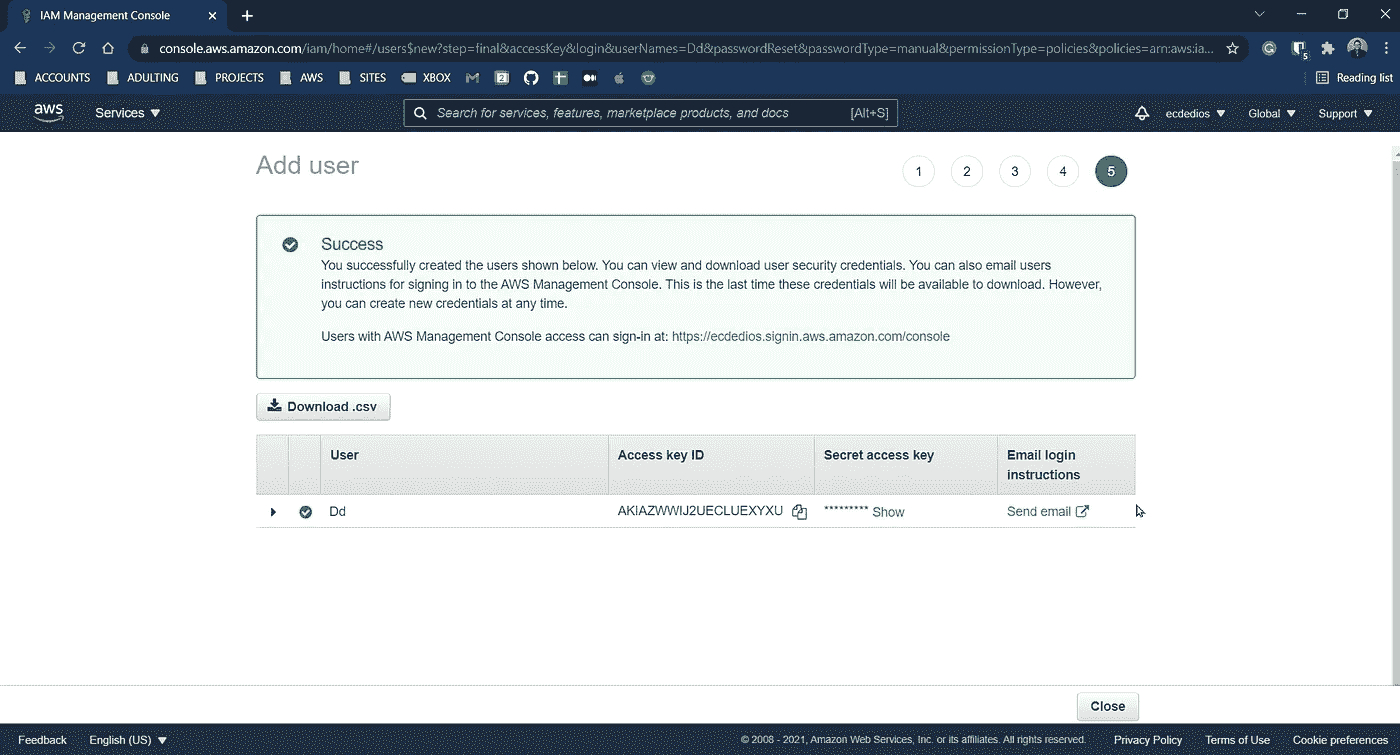 IAM Management Console
console.aws.amazon.com/iam/home#/users$new?step=final&accessKey&login&userNames=Dd&passwordReset&passwordType=manual&permissionType=policies&policies=arn:aws:ia...
5
ACCOUNTS ADULTING PROJECTS AWS SITES XBOX 2 Reading list
aws Services Search for services, features, marketplace products, and docs [Alt+S] ecdedios Global Support
Add user 1 2 3 4 5
Success
You successfully created the users shown below. You can view and download user security credentials. You can also email users
instructions for signing in to the AWS Management Console. This is the last time these credentials will be available to download. However,
you can create new credentials at any time.
Users with AWS Management Console access can sign-in at: https://ecdedios.signin.aws.amazon.com/console
Download .csv
User Access key ID Secret access key Email login
instructions
Dd AKIAZWWIJ2UECLUEXYXU ********* Show Send email
Close
Feedback English (US) © 2008 - 2021, Amazon Web Services, Inc. or its affiliates. All rights reserved. Privacy Policy Terms of Use Cookie preferences